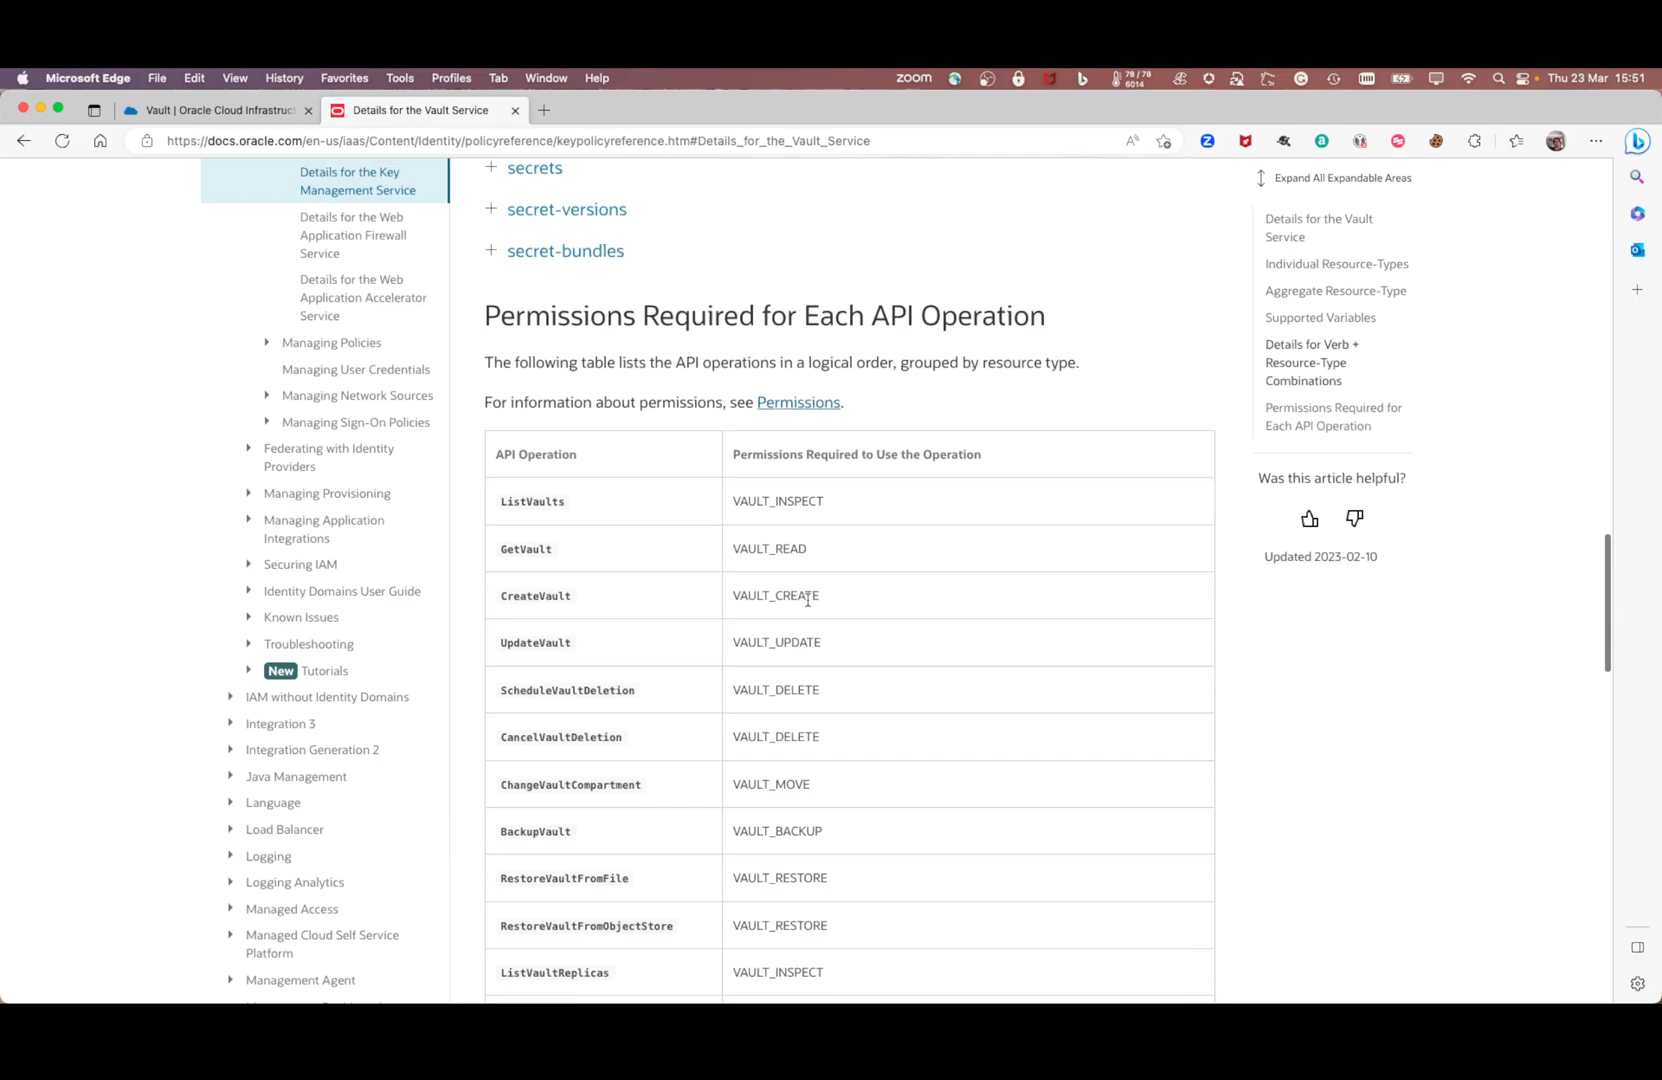 Microsoft Edge File Edit View History Favorites Tools Tab Profiles Window Help
zoom 78 / 78 6014 Thu 23 Mar 15:51
Vault | Oracle Cloud Infrastruct
Details for the Vault Service
https://docs.oracle.com/en-us/iaas/Content/Identity/policyreference/keypolicyreference.htm#Details_for_the_Vault_Service
Details for the Key
Management Service
Details for the Web
Application Firewall
Service
Details for the Web
Application Accelerator
Service
Managing Policies
Managing User Credentials
Managing Network Sources
Managing Sign-On Policies
Federating with Identity
Providers
Managing Provisioning
Managing Application
Integrations
Securing IAM
Identity Domains User Guide
Known Issues
Troubleshooting
New Tutorials
IAM without Identity Domains
Integration 3
Integration Generation 2
Java Management
Language
Load Balancer
Logging
Logging Analytics
Managed Access
Managed Cloud Self Service
Platform
Management Agent
+ secrets
+ secret-versions
+ secret-bundles
Permissions Required for Each API Operation
The following table lists the API operations in a logical order, grouped by resource type.
For information about permissions, see Permissions.
API Operation Permissions Required to Use the Operation
ListVaults VAULT_INSPECT
GetVault VAULT_READ
CreateVault VAULT_CREATE
UpdateVault VAULT_UPDATE
ScheduleVaultDeletion VAULT_DELETE
CancelVaultDeletion VAULT_DELETE
ChangeVaultCompartment VAULT_MOVE
BackupVault VAULT_BACKUP
RestoreVaultFromFile VAULT_RESTORE
RestoreVaultFromObjectStore VAULT_RESTORE
ListVaultReplicas VAULT_INSPECT
Expand All Expandable Areas
Details for the Vault
Service
Individual Resource-Types
Aggregate Resource-Type
Supported Variables
Details for Verb +
Resource-Type
Combinations
Permissions Required for
Each API Operation
Was this article helpful?
Updated 2023-02-10